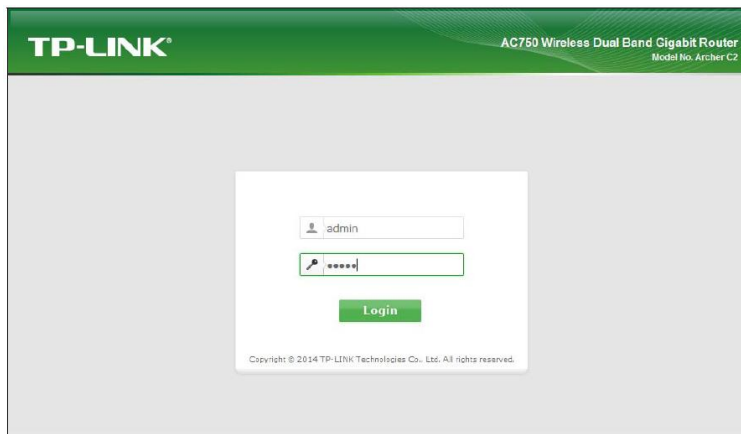 TP-LINK®
AC750 Wireless Dual Band Gigabit Router
Model No. Archer C2
admin
•••••
Login
Copyright © 2014 TP-LINK Technologies Co., Ltd. All rights reserved.